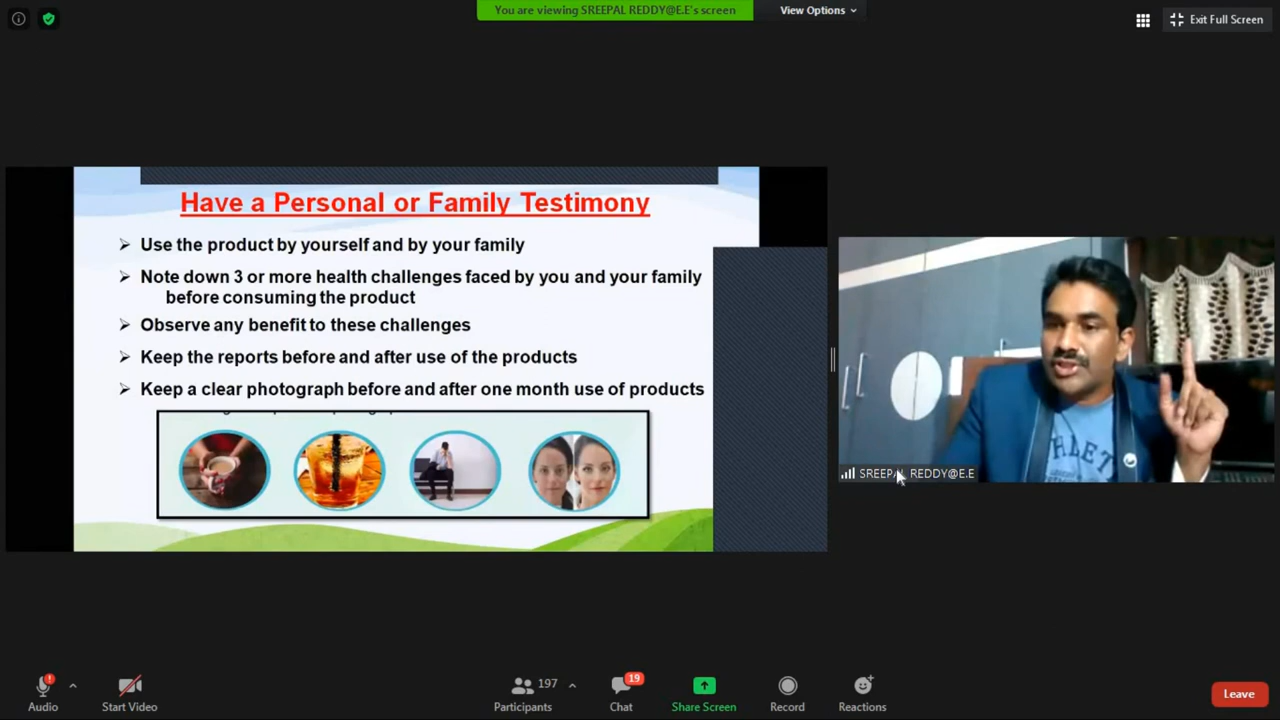 You are viewing SREEPAL REDDY@E.E's screen
View Options
Exit Full Screen
Have a Personal or Family Testimony
Use the product by yourself and by your family
Note down 3 or more health challenges faced by you and your family
before consuming the product
Observe any benefit to these challenges
Keep the reports before and after use of the products
Keep a clear photograph before and after one month use of products
HLET
SREEPAL REDDY@E.E
Audio
Start Video
197
Participants
19
Chat
Share Screen
Record
Reactions
Leave